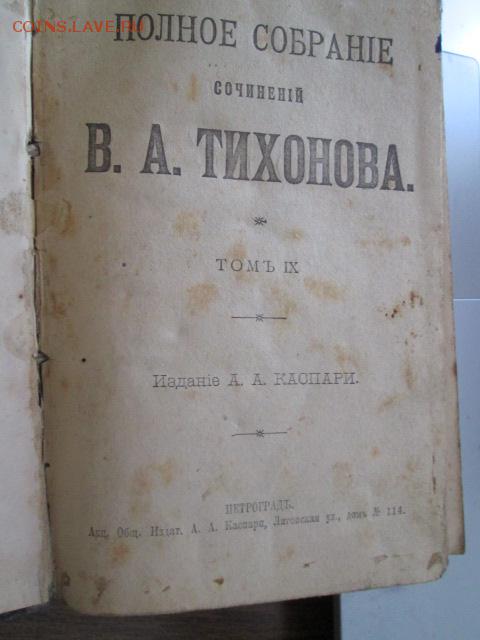 COINS.LAVE.RU
ПОЛНОЕ СОБРАНІЕ
СОЧИНЕНІЙ
В. А. ТИХОНОВА.
ТОМЪ IX
Изданіе А. А. КАСПАРИ.
ПЕТРОГРАДЪ.
Акц. Общ. Издат. А. А. Каспари, Лиговская ул., домъ № 114.